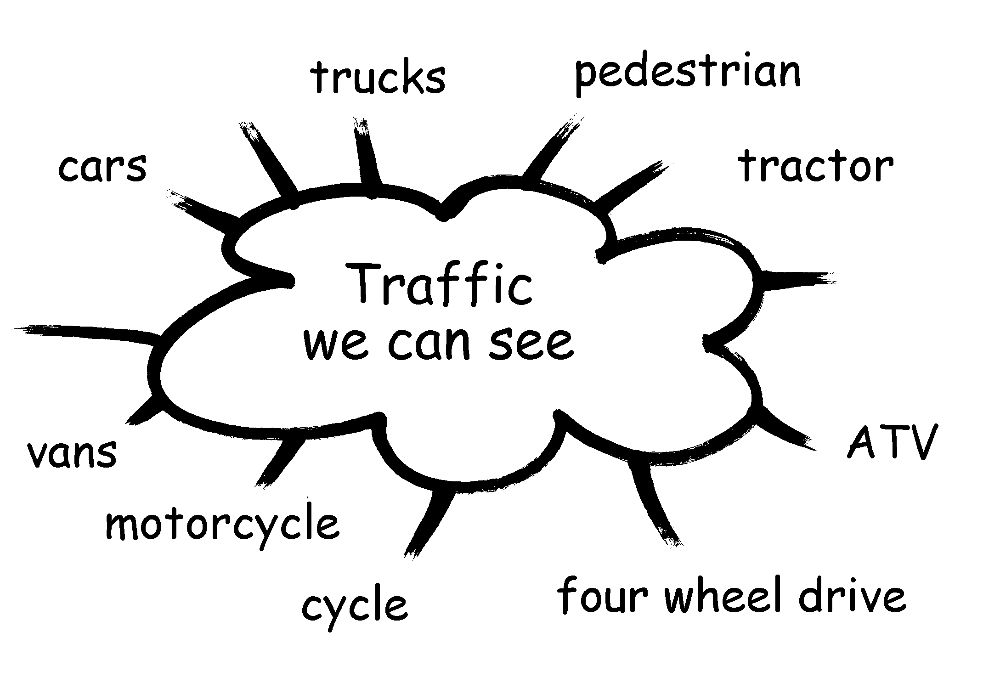 trucks
pedestrian
cars
tractor
Traffic
we can see
vans
ATV
motorcycle
cycle
four wheel drive